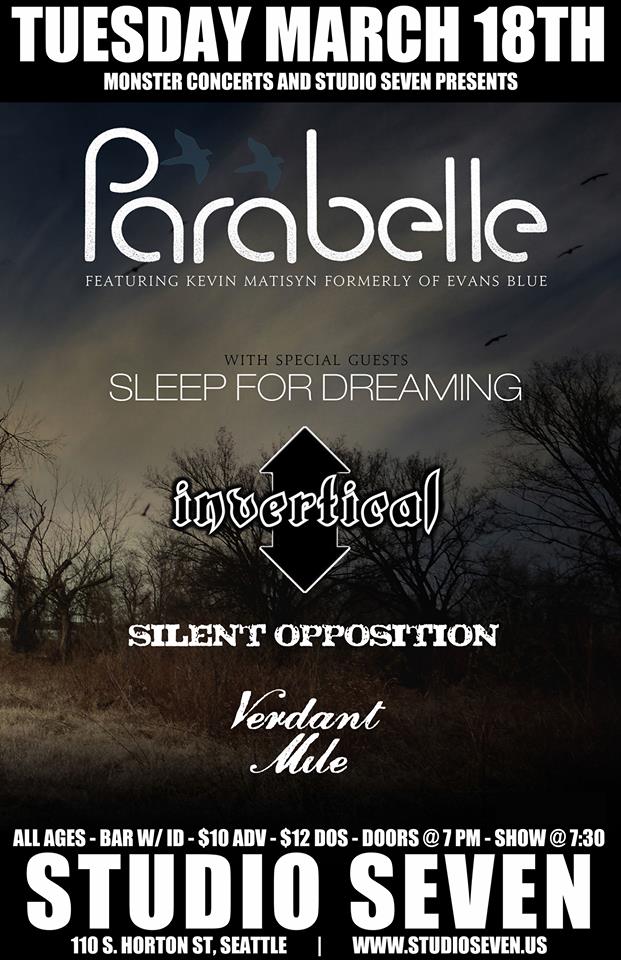 TUESDAY MARCH 18TH
MONSTER CONCERTS AND STUDIO SEVEN PRESENTS
Parabelle
FEATURING KEVIN MATISYN FORMERLY OF EVANS BLUE
WITH SPECIAL GUESTS
SLEEP FOR DREAMING
invertical
SILENT OPPOSITION
Verdant
Mile
ALL AGES - BAR W/ ID - $10 ADV - $12 DOS - DOORS @ 7 PM - SHOW @ 7:30
STUDIO SEVEN
110 S. HORTON ST, SEATTLE | WWW.STUDIOSEVEN.US